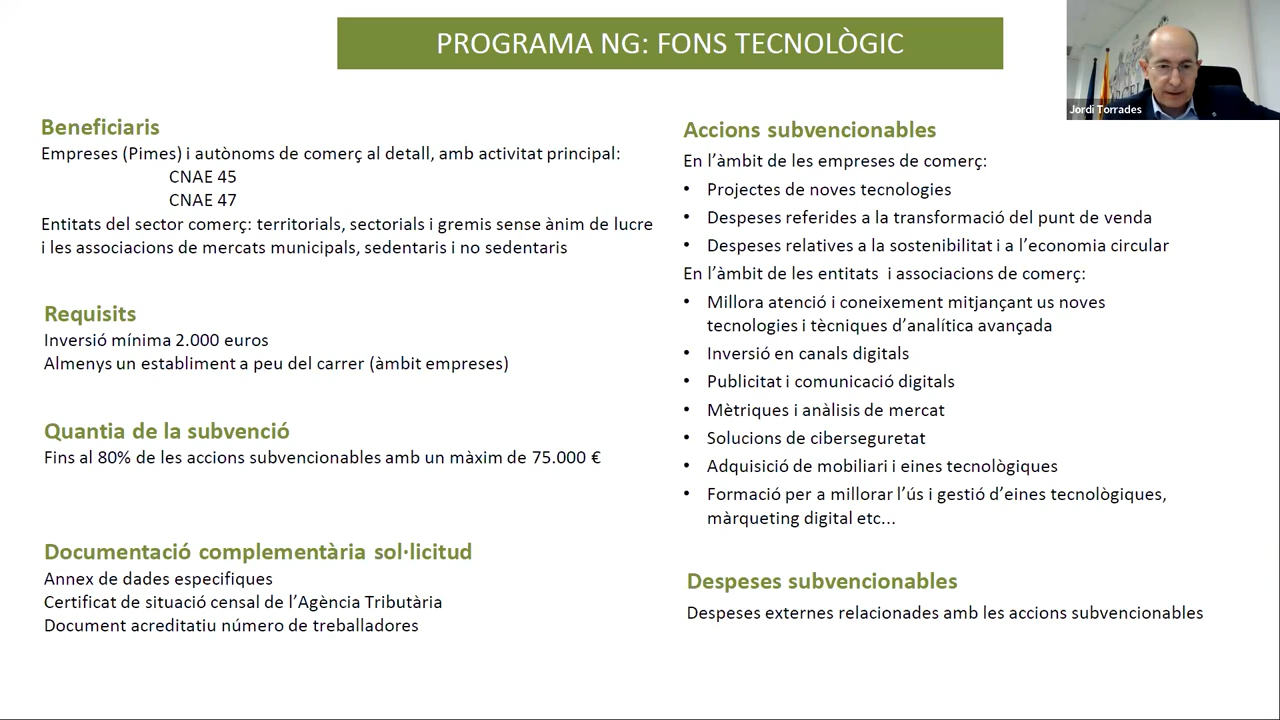 PROGRAMA NG: FONS TECNOLÒGIC
Jordi Torrades
Beneficiaris
Empreses (Pimes) i autònoms de comerç al detall, amb activitat principal:
CNAE 45
CNAE 47
Entitats del sector comerç: territorials, sectorials i gremis sense ànim de lucre
i les associacions de mercats municipals, sedentaris i no sedentaris
Requisits
Inversió mínima 2.000 euros
Almenys un establiment a peu del carrer (àmbit empreses)
Quantia de la subvenció
Fins al 80% de les accions subvencionables amb un màxim de 75.000 €
Documentació complementària sol·licitud
Annex de dades especifiques
Certificat de situació censal de l’Agència Tributària
Document acreditatiu número de treballadores
Accions subvencionables
En l’àmbit de les empreses de comerç:
• Projectes de noves tecnologies
• Despeses referides a la transformació del punt de venda
• Despeses relatives a la sostenibilitat i a l’economia circular
En l’àmbit de les entitats i associacions de comerç:
• Millora atenció i coneixement mitjançant us noves
tecnologies i tècniques d’analítica avançada
• Inversió en canals digitals
• Publicitat i comunicació digitals
• Mètriques i anàlisis de mercat
• Solucions de ciberseguretat
• Adquisició de mobiliari i eines tecnològiques
• Formació per a millorar l’ús i gestió d’eines tecnològiques,
màrqueting digital etc...
Despeses subvencionables
Despeses externes relacionades amb les accions subvencionables